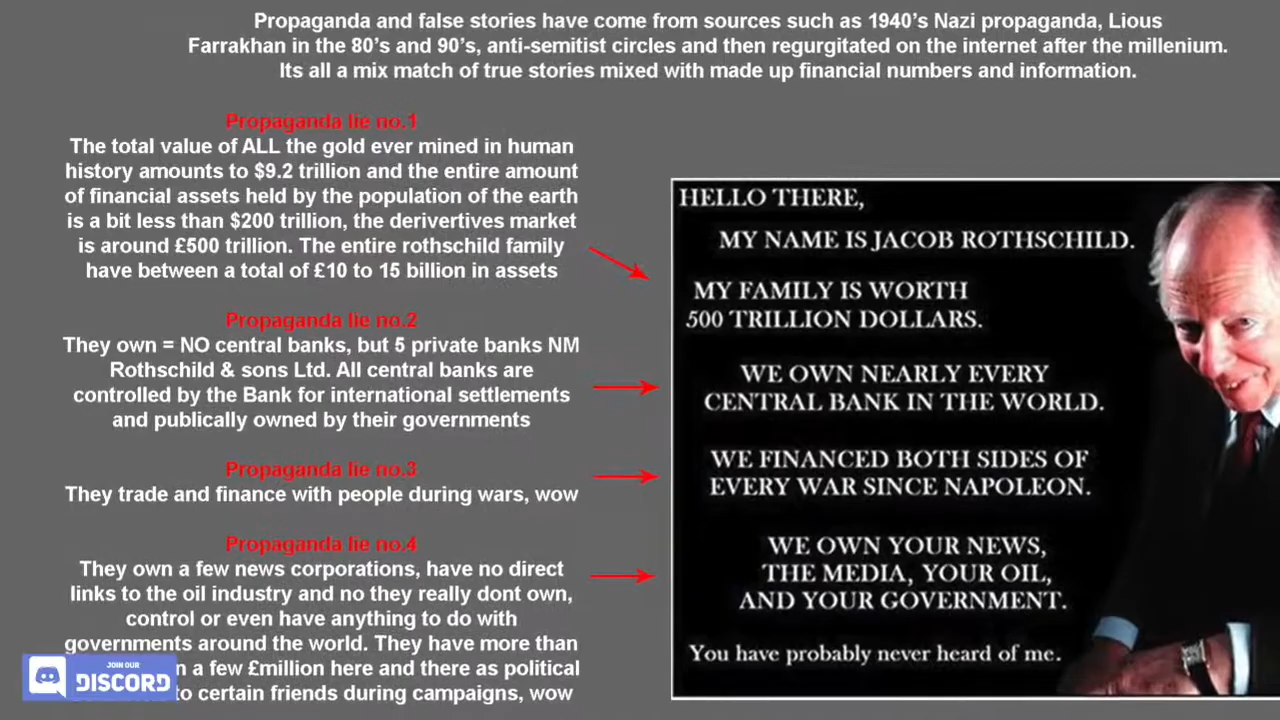 Propaganda and false stories have come from sources such as 1940's Nazi propaganda, Lious
Farrakhan in the 80's and 90's, anti-semitist circles and then regurgitated on the internet after the millenium.
Its all a mix match of true stories mixed with made up financial numbers and information.
Propaganda lie no.1
The total value of ALL the gold ever mined in human
history amounts to $9.2 trillion and the entire amount
of financial assets held by the population of the earth
is a bit less than $200 trillion, the derivertives market
is around £500 trillion. The entire rothschild family
have between a total of £10 to 15 billion in assets
Propaganda lie no.2
They own = NO central banks, but 5 private banks NM
Rothschild & sons Ltd. All central banks are
controlled by the Bank for international settlements
and publically owned by their governments
Propaganda lie no.3
They trade and finance with people during wars, wow
Propaganda lie no.4
They own a few news corporations, have no direct
links to the oil industry and no they really dont own,
control or even have anything to do with
governments around the world. They have more than
n a few £million here and there as political
to certain friends during campaigns, wow
JOIN OUR
DISCORD
HELLO THERE,
MY NAME IS JACOB ROTHSCHILD.
MY FAMILY IS WORTH
500 TRILLION DOLLARS.
WE OWN NEARLY EVERY
CENTRAL BANK IN THE WORLD.
WE FINANCED BOTH SIDES OF
EVERY WAR SINCE NAPOLEON.
WE OWN YOUR NEWS,
THE MEDIA, YOUR OIL,
AND YOUR GOVERNMENT.
You have probably never heard of me.